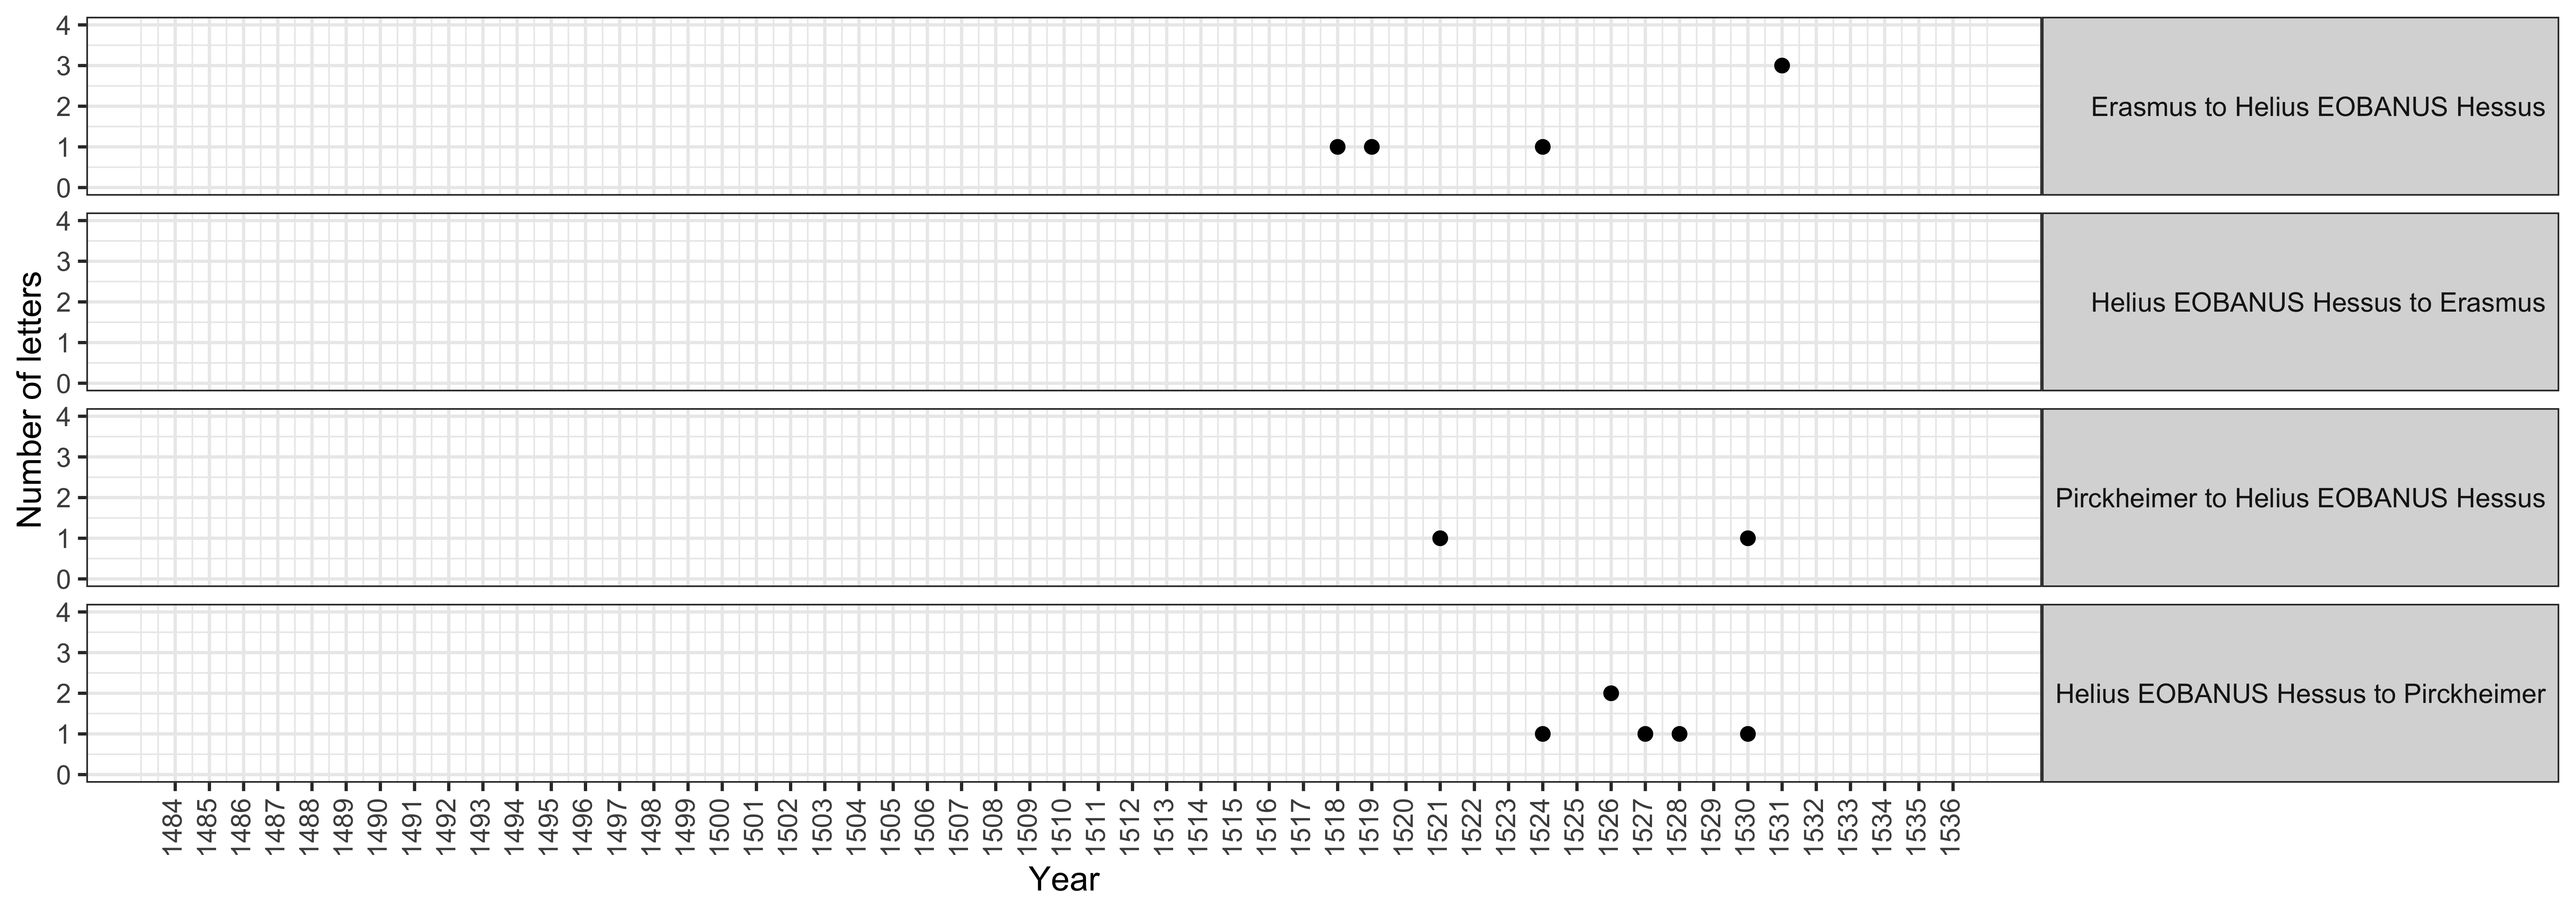 Number of letters
4
3
2
1
0
Erasmus to Helius EOBANUS Hessus
4
3
2
1
0
Helius EOBANUS Hessus to Erasmus
4
3
2
1
0
Pirckheimer to Helius EOBANUS Hessus
4
3
2
1
0
Helius EOBANUS Hessus to Pirckheimer
1484 1485 1486 1487 1488 1489 1490 1491 1492 1493 1494 1495 1496 1497 1498 1499 1500 1501 1502 1503 1504 1505 1506 1507 1508 1509 1510 1511 1512 1513 1514 1515 1516 1517 1518 1519 1520 1521 1522 1523 1524 1525 1526 1527 1528 1529 1530 1531 1532 1533 1534 1535 1536
Year